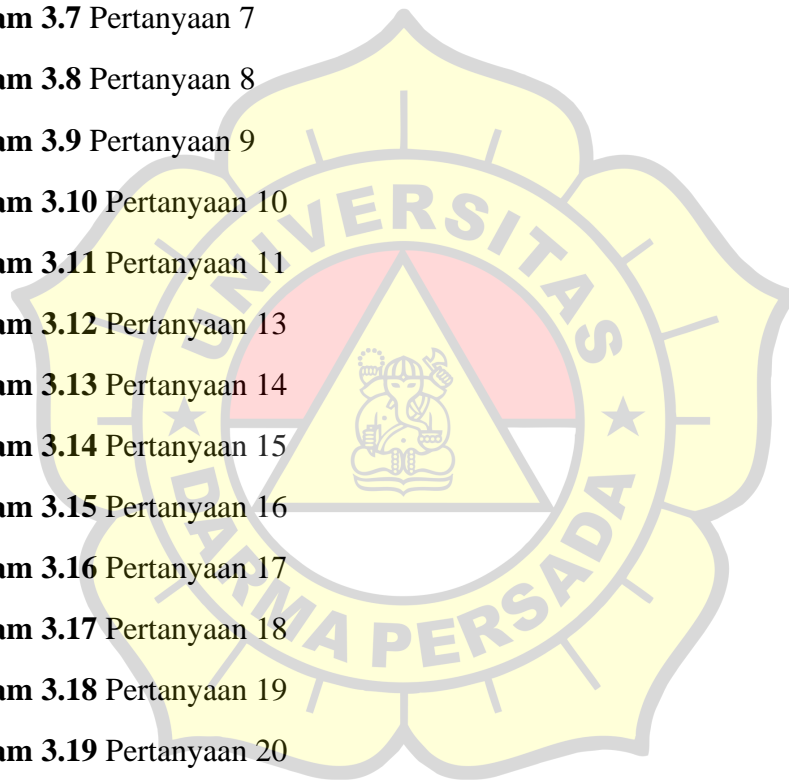 am 3.7 Pertanyaan 7
am 3.8 Pertanyaan 8
am 3.9 Pertanyaan 9
am 3.10 Pertanyaan 10
am 3.11 Pertanyaan 11
am 3.12 Pertanyaan 13
am 3.13 Pertanyaan 14
am 3.14 Pertanyaan 15
am 3.15 Pertanyaan 16
am 3.16 Pertanyaan 17
am 3.17 Pertanyaan 18
am 3.18 Pertanyaan 19
am 3.19 Pertanyaan 20
UNIVERSITAS
DARMA PERSADA